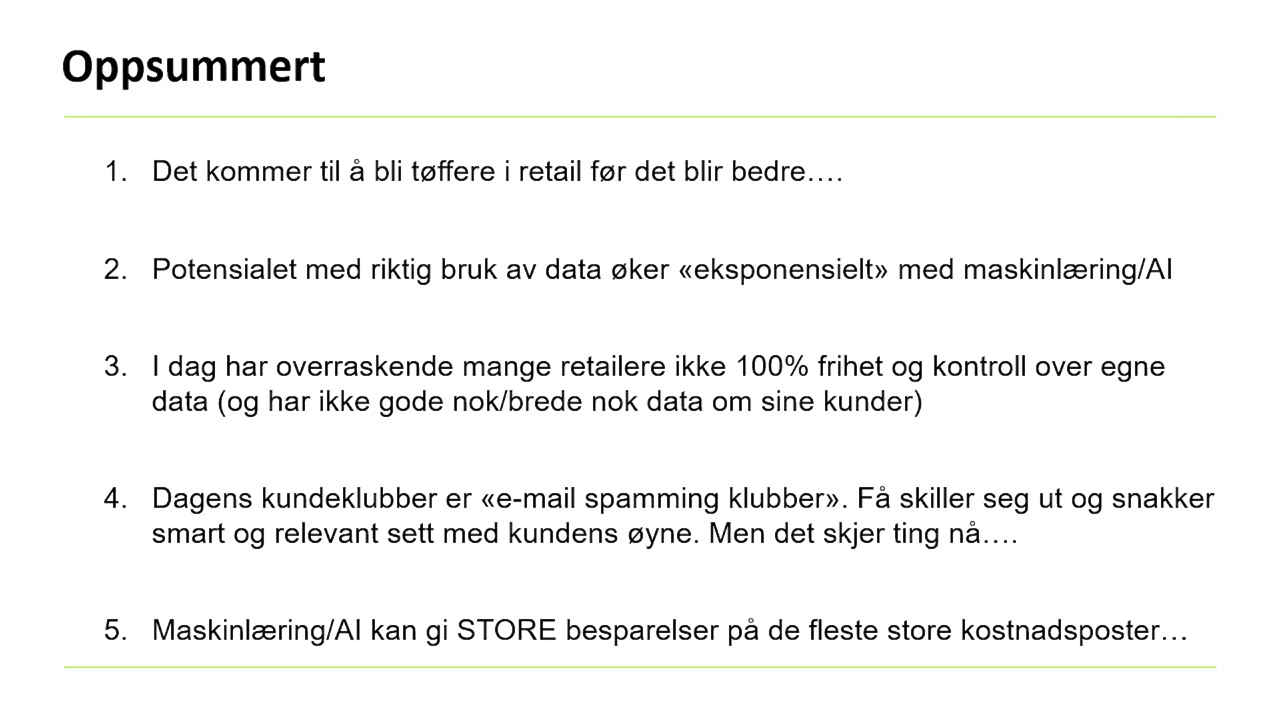 Oppsummert
1. Det kommer til å bli tøffere i retail før det blir bedre….
2. Potensialet med riktig bruk av data øker «eksponensielt» med maskinlæring/AI
3. I dag har overraskende mange retailere ikke 100% frihet og kontroll over egne
data (og har ikke gode nok/brede nok data om sine kunder)
4. Dagens kundeklubber er «e-mail spamming klubber». Få skiller seg ut og snakker
smart og relevant sett med kundens øyne. Men det skjer ting nå….
5. Maskinlæring/AI kan gi STORE besparelser på de fleste store kostnadsposter…